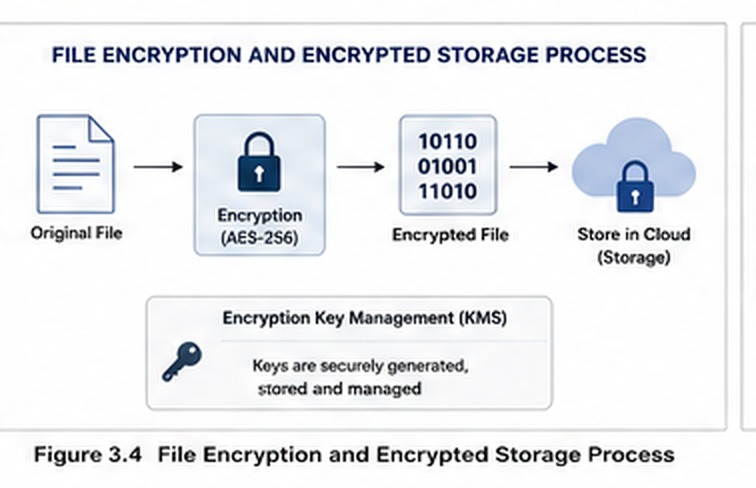 FILE ENCRYPTION AND ENCRYPTED STORAGE PROCESS
Original File
Encryption
(AES-256)
10110
01001
11010
Encrypted File
Store in Cloud
(Storage)
Encryption Key Management (KMS)
Keys are securely generated,
stored and managed
Figure 3.4 File Encryption and Encrypted Storage Process